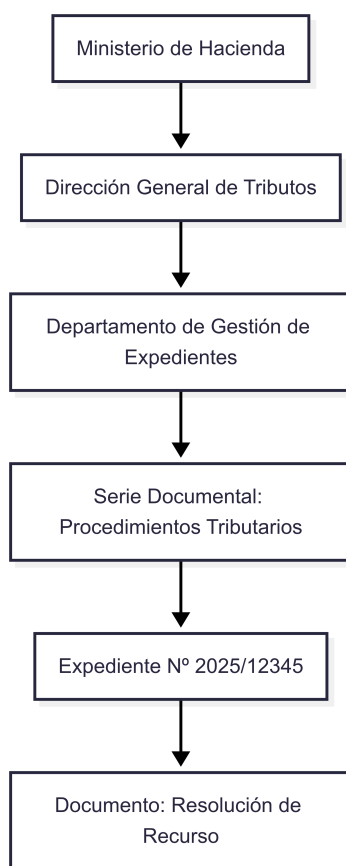 Ministerio de Hacienda
Dirección General de Tributos
Departamento de Gestión de
Expedientes
Serie Documental:
Procedimientos Tributarios
Expediente Nº 2025/12345
Documento: Resolución de
Recurso